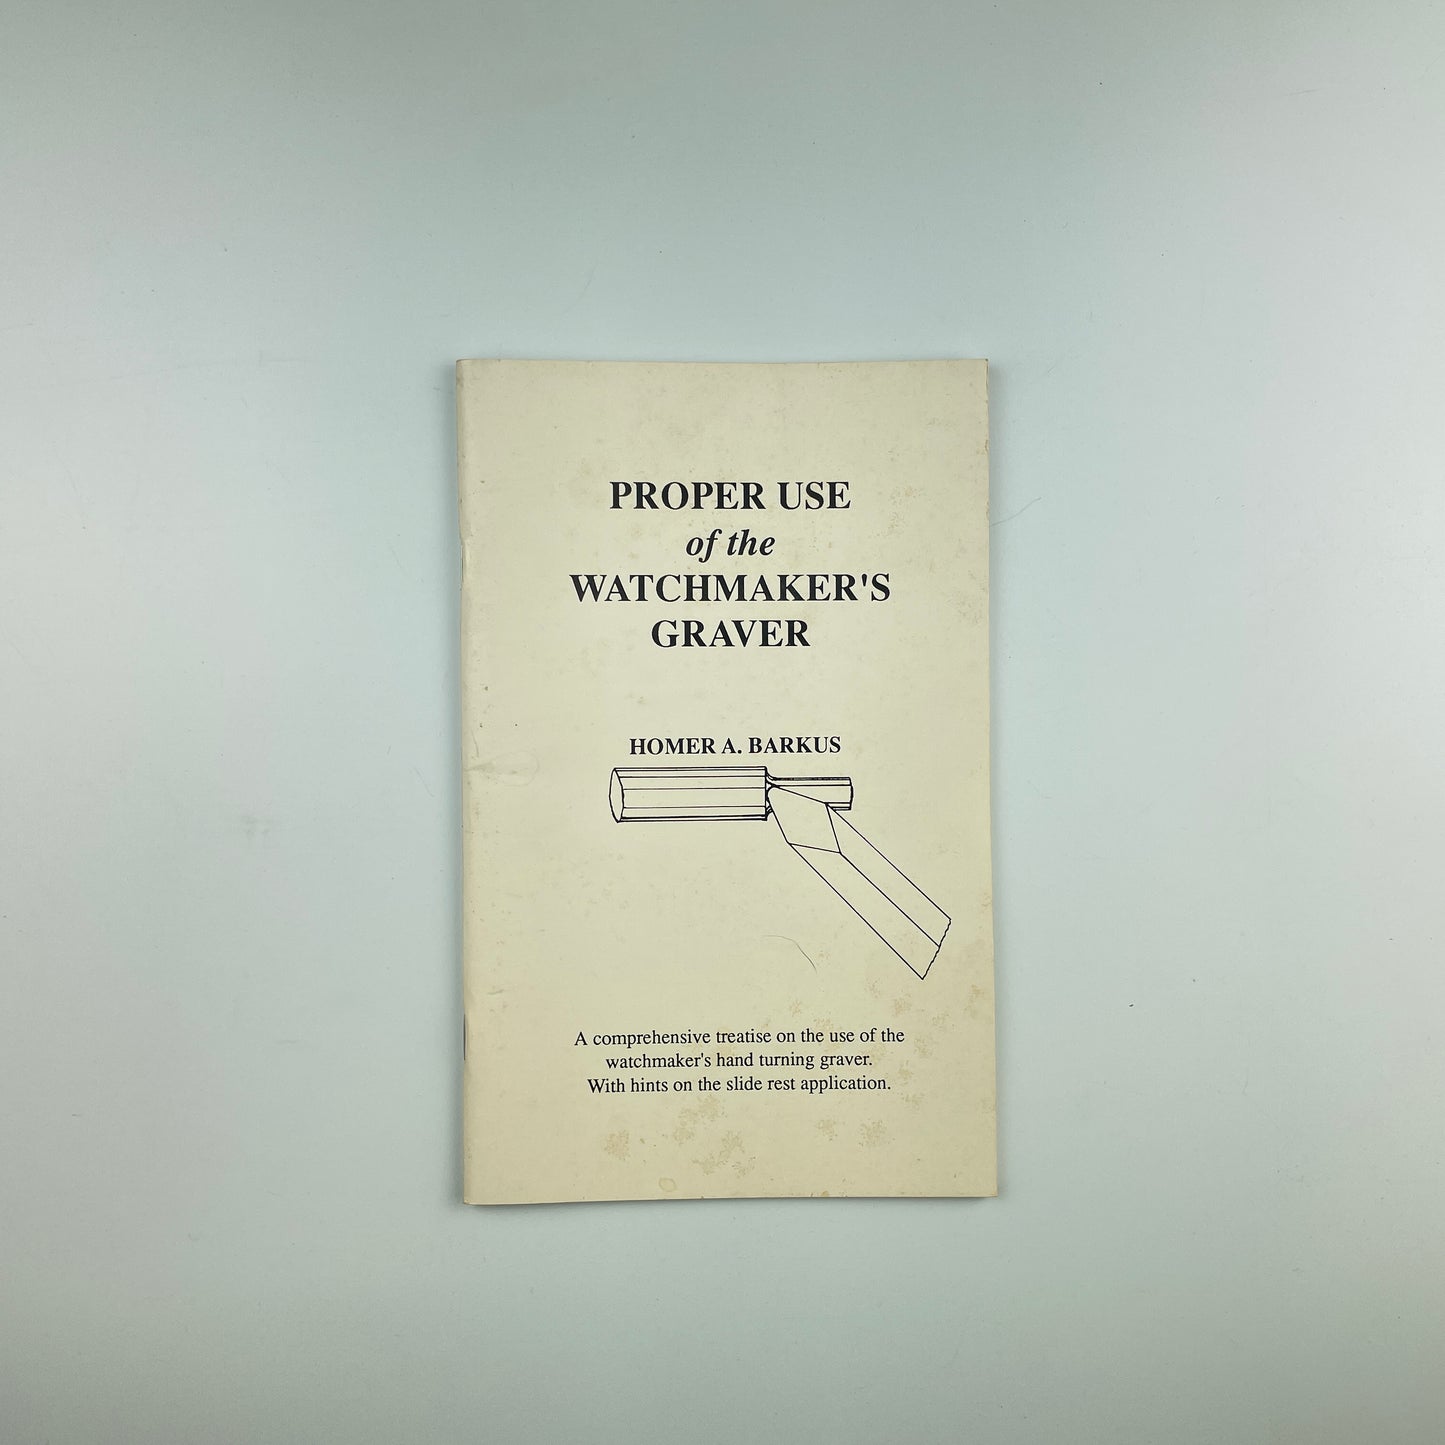 PROPER USE
of the
WATCHMAKER'S
GRAVER
HOMER A. BARKUS
A comprehensive treatise on the use of the
watchmaker's hand turning graver.
With hints on the slide rest application.